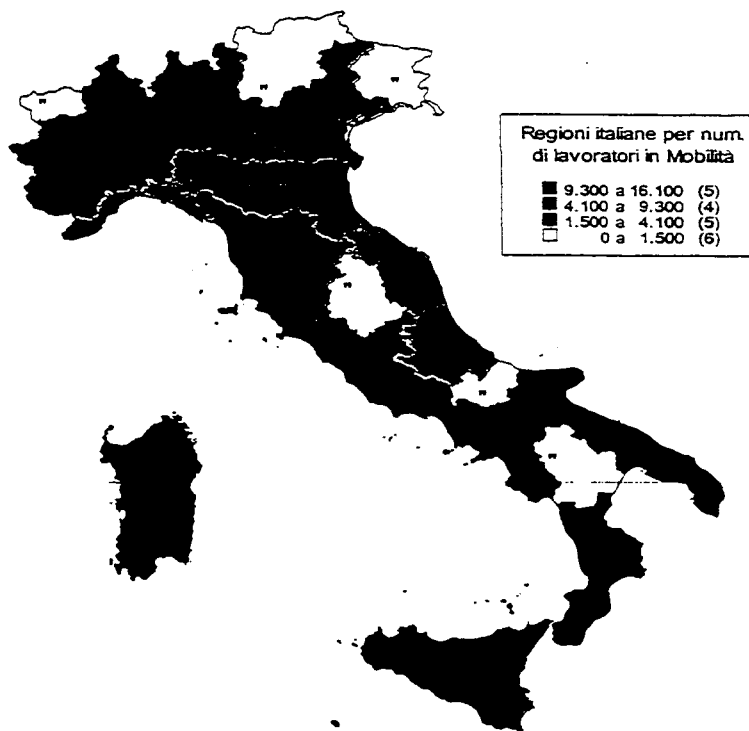 Regioni italiane per num.
di lavoratori in Mobilità
9.300 a 16.100 (5)
4.100 a 9.300 (4)
1.500 a 4.100 (5)
0 a 1.500 (6)